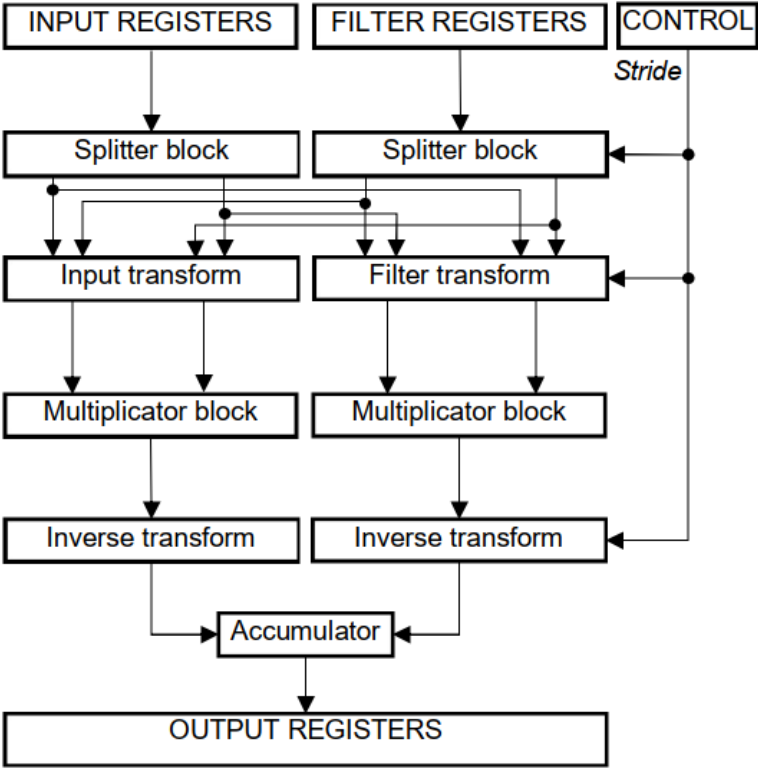 INPUT REGISTERS
FILTER REGISTERS
CONTROL
Stride
Splitter block
Splitter block
Input transform
Filter transform
Multiplicator block
Multiplicator block
Inverse transform
Inverse transform
Accumulator
OUTPUT REGISTERS